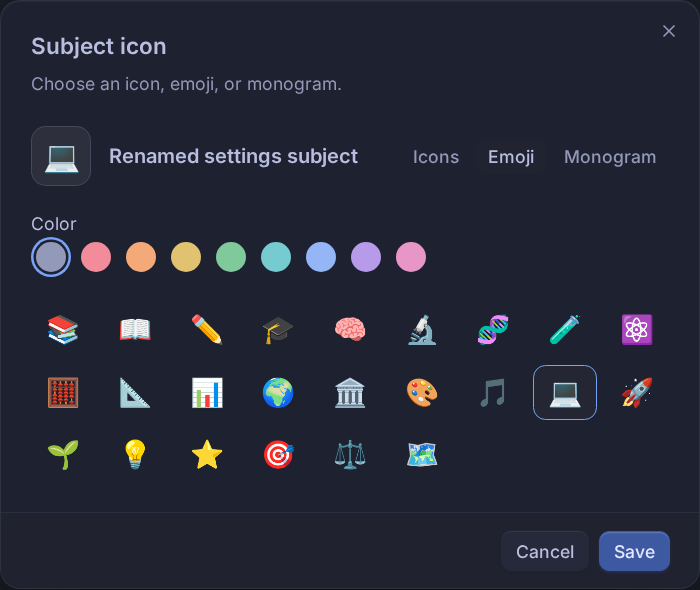 Subject icon
Choose an icon, emoji, or monogram.
Renamed settings subject
Icons
Emoji
Monogram
Color
Cancel
Save